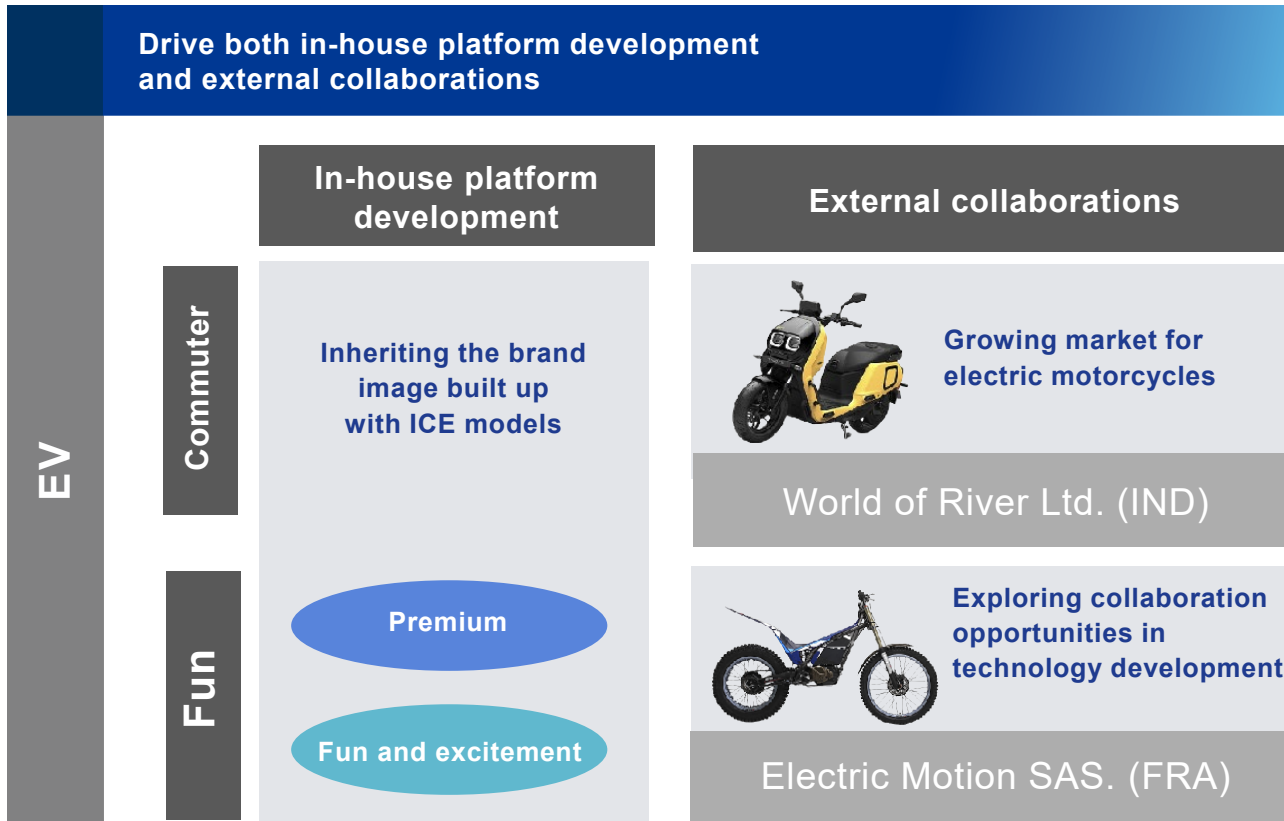 Drive both in-house platform development
and external collaborations
EV
In-house platform
development
External collaborations
Commuter
Inheriting the brand
image built up
with ICE models
Growing market for
electric motorcycles
World of River Ltd. (IND)
Fun
Premium
Fun and excitement
Exploring collaboration
opportunities in
technology development
Electric Motion SAS. (FRA)